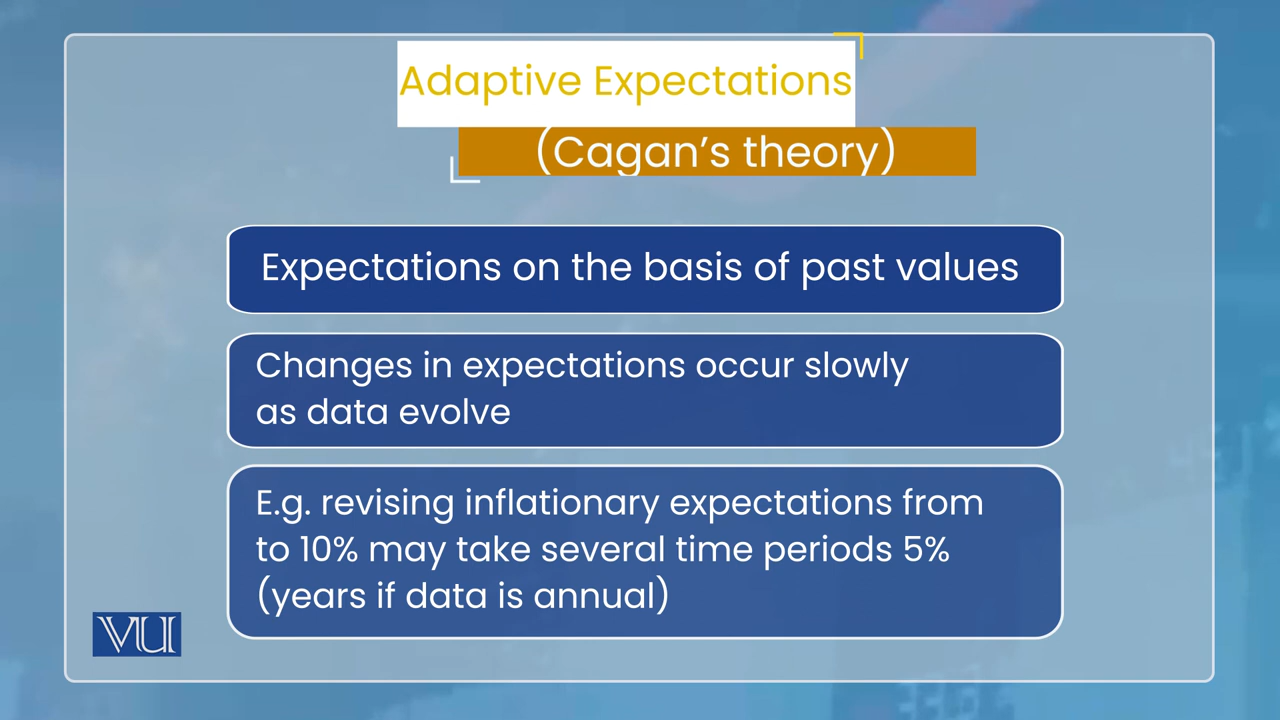 Adaptive Expectations
(Cagan’s theory)
Expectations on the basis of past values
Changes in expectations occur slowly
as data evolve
E.g. revising inflationary expectations from
to 10% may take several time periods 5%
(years if data is annual)
VU